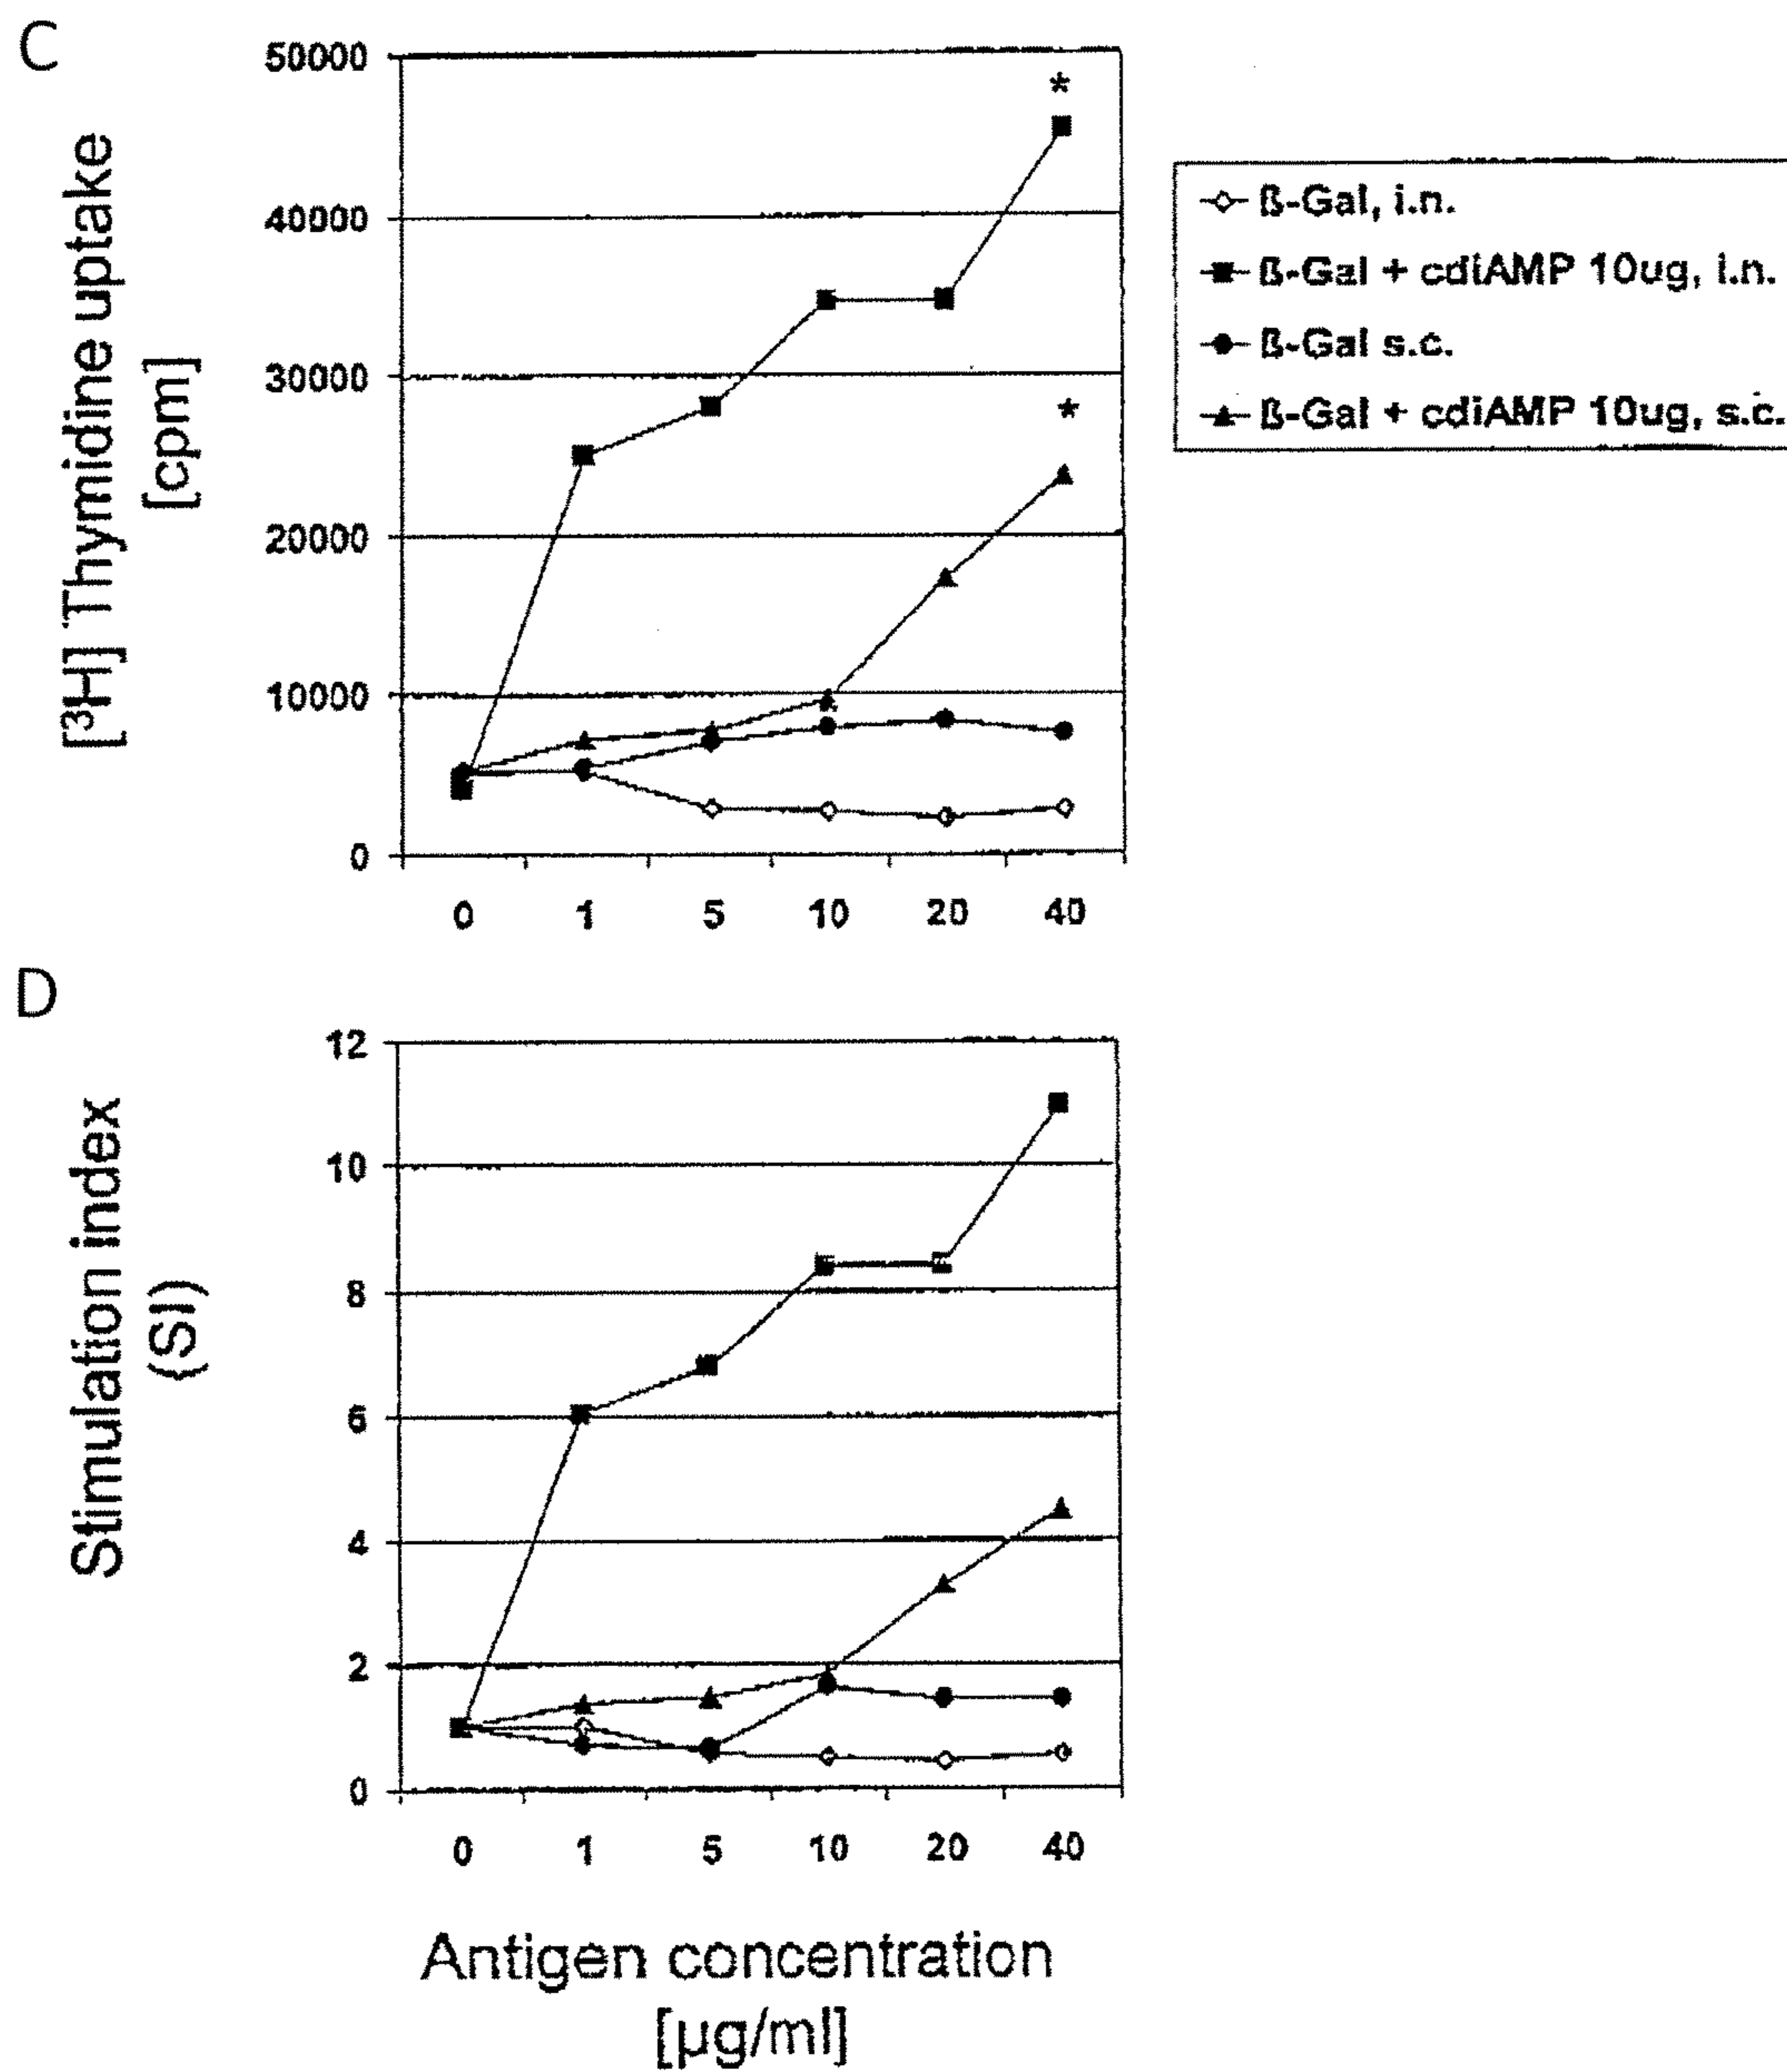 C
[³H] Thymidine uptake
[cpm]
50000
40000
30000
20000
10000
0
*
*
0 1 5 10 20 40
ß-Gal, i.n.
ß-Gal + cdiAMP 10ug, i.n.
ß-Gal s.c.
ß-Gal + cdiAMP 10ug, s.c.
D
Stimulation index
(SI)
12
10
8
6
4
2
0
0 1 5 10 20 40
Antigen concentration
[µg/ml]